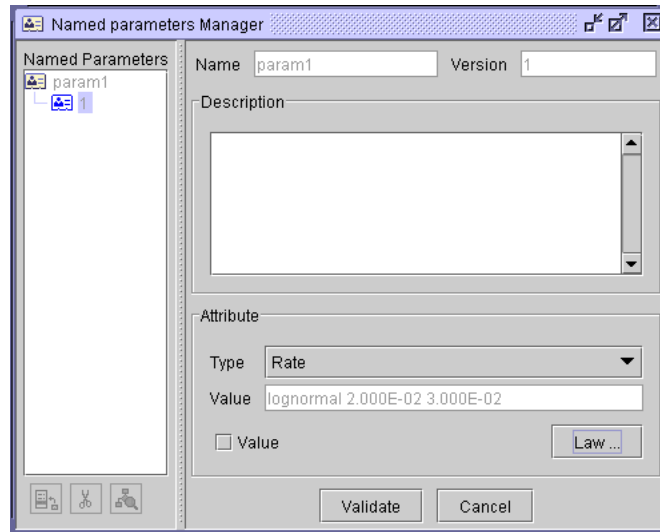 Named parameters Manager
Named Parameters
param1
1
Name param1 Version 1
Description
Attribute
Type Rate
Value lognormal 2.000E-02 3.000E-02
Value Law ...
Validate Cancel